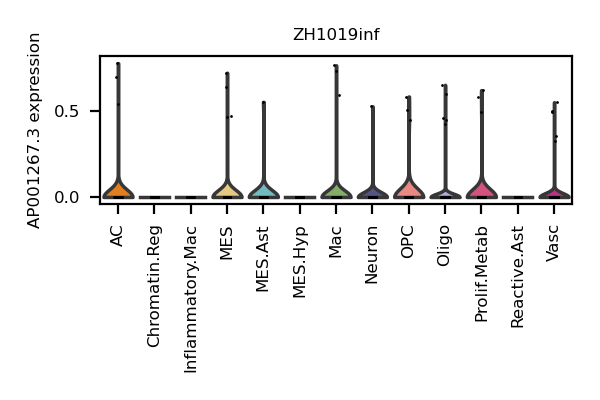 ZH1019inf
AP001267.3 expression
0.5
0.0
AC
Chromatin.Reg
Inflammatory.Mac
MES
MES.Ast
MES.Hyp
Mac
Neuron
OPC
Oligo
Prolif.Metab
Reactive.Ast
Vasc